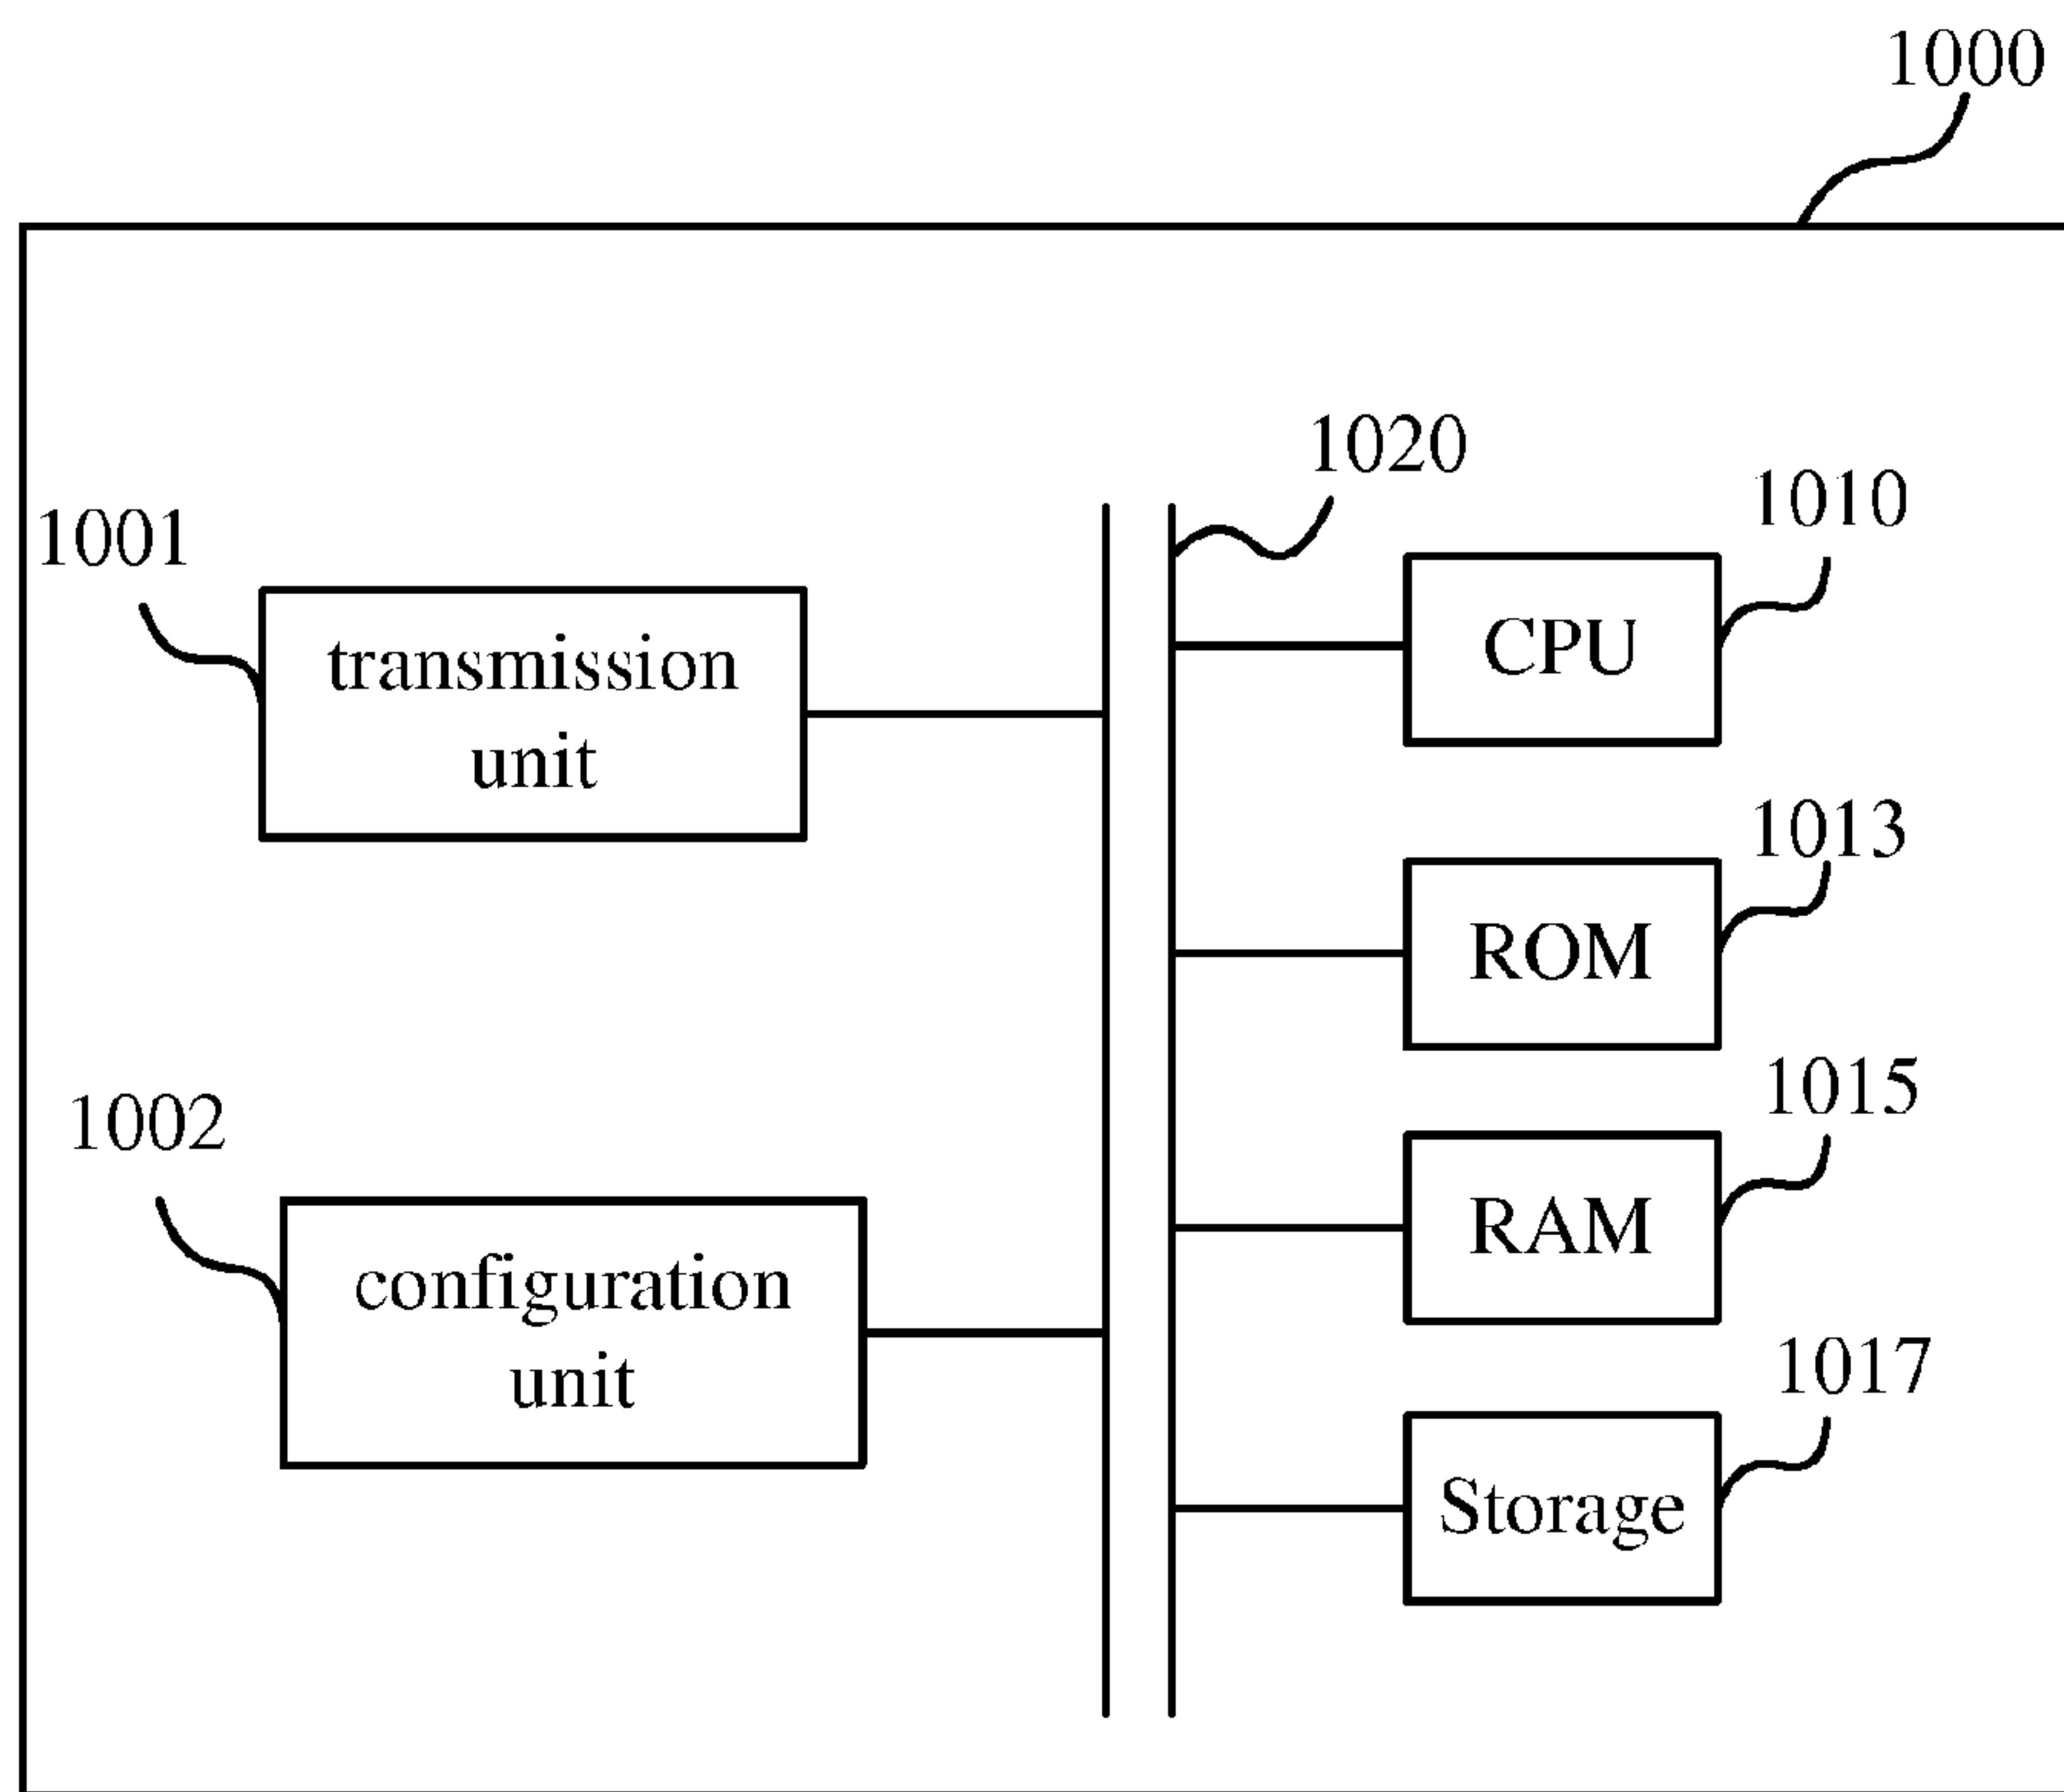 1000
1020
1010
1001
CPU
transmission
unit
1013
ROM
1015
1002
RAM
configuration
unit
1017
Storage